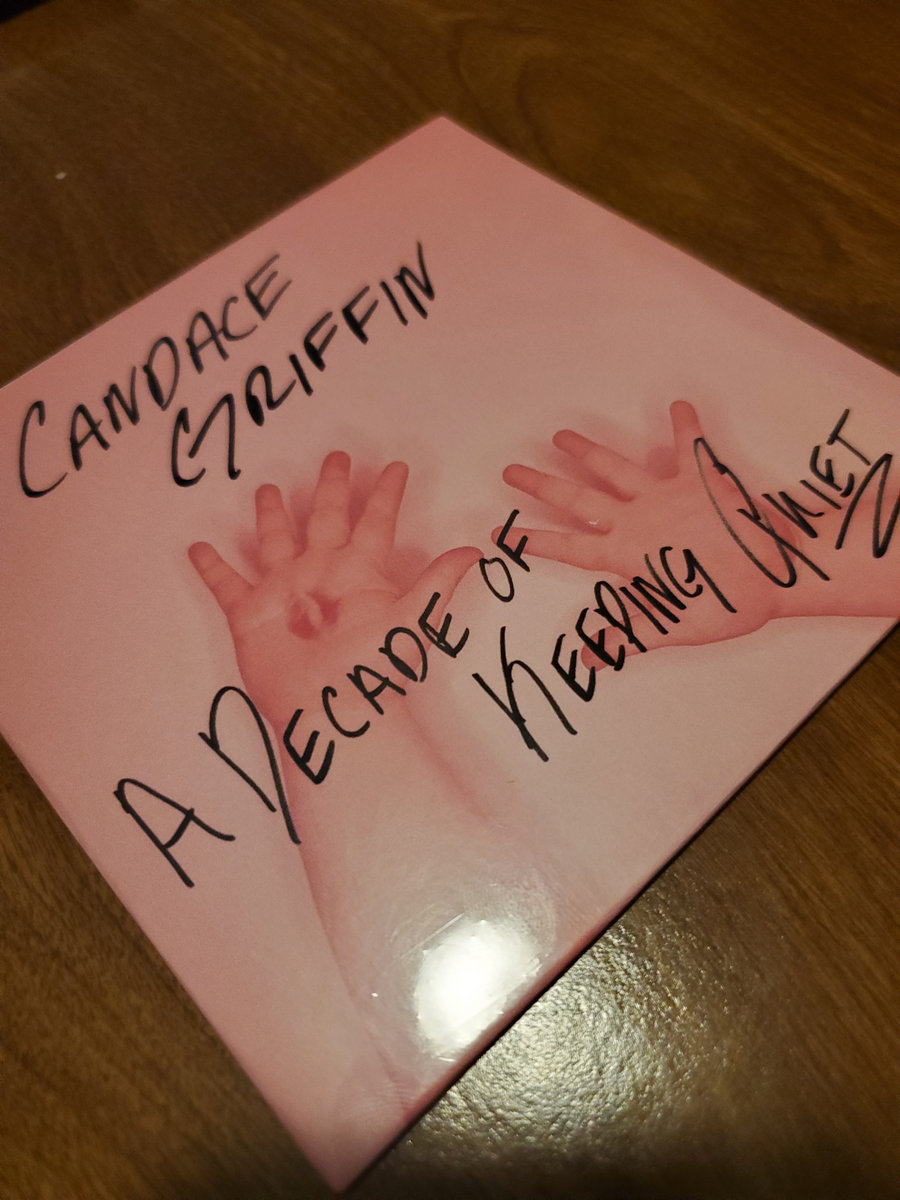 CANDACE
GRIFFIN
A DECADE OF
KEEPING QUIET